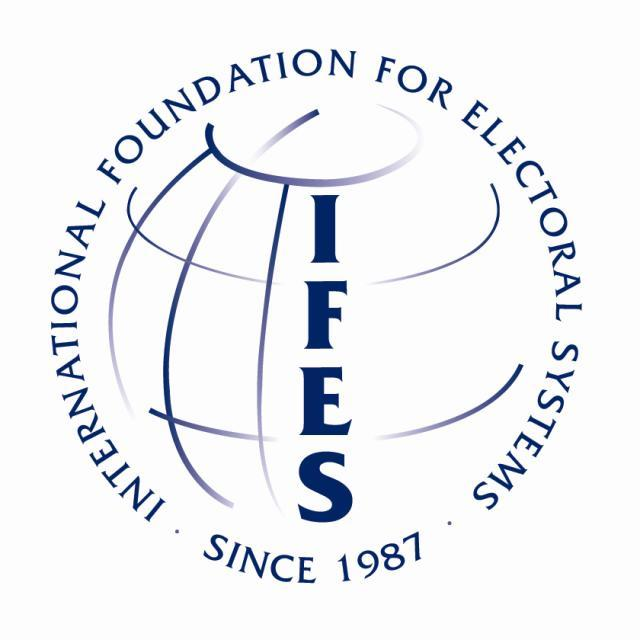 INTERNATIONAL FOUNDATION FOR ELECTORAL SYSTEMS
IFES
· SINCE 1987 ·